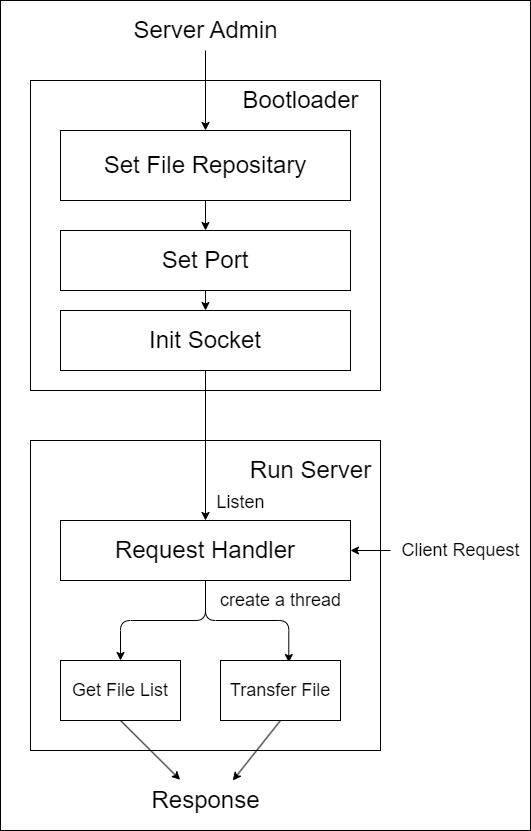 Server Admin
Bootloader
Set File Repositary
Set Port
Init Socket
Run Server
Listen
Request Handler
Client Request
create a thread
Get File List
Transfer File
Response